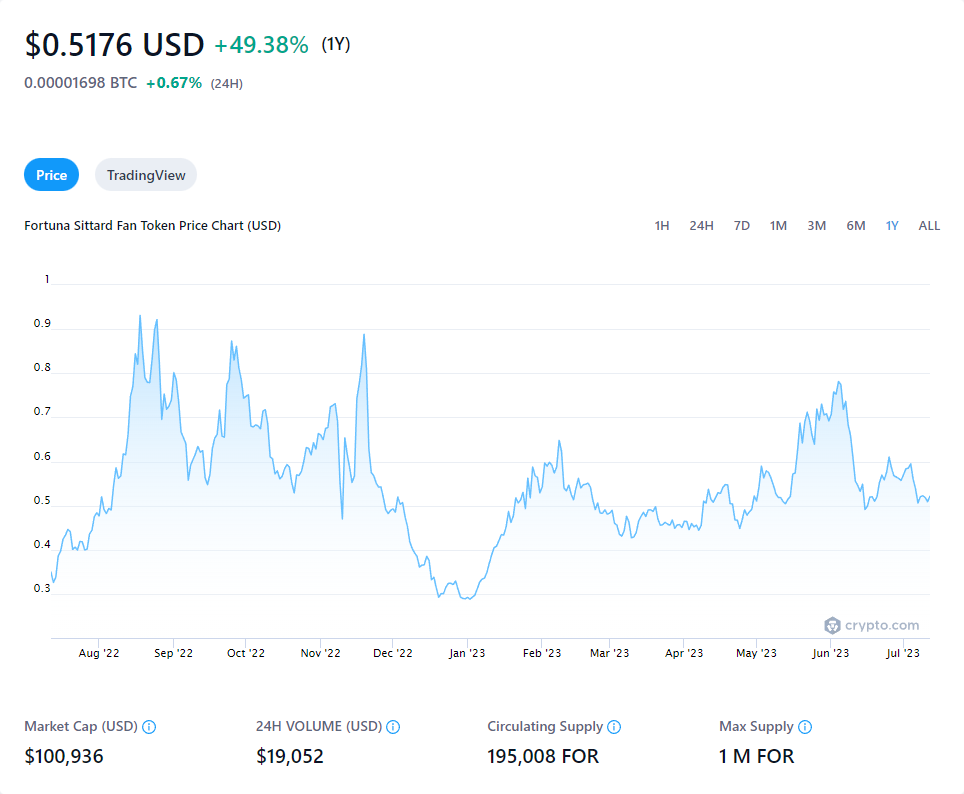 $0.5176 USD +49.38% (1Y)
0.00001698 BTC +0.67% (24H)
Price TradingView
Fortuna Sittard Fan Token Price Chart (USD) 1H 24H 7D 1M 3M 6M 1Y ALL
1
0.9
0.8
0.7
0.6
0.5
0.4
0.3
crypto.com
Aug '22 Sep '22 Oct '22 Nov '22 Dec '22 Jan '23 Feb '23 Mar '23 Apr '23 May '23 Jun '23 Jul '23
Market Cap (USD) 24H VOLUME (USD) Circulating Supply Max Supply
$100,936 $19,052 195,008 FOR 1 M FOR